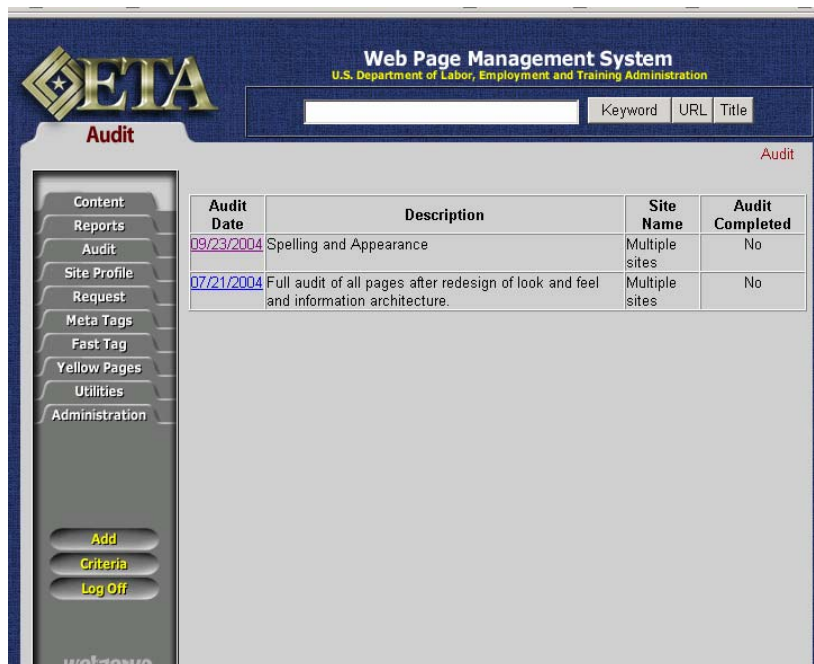 ETA
Web Page Management System
U.S. Department of Labor, Employment and Training Administration
Keyword URL Title
Audit
Audit
Content
Reports
Audit
Site Profile
Request
Meta Tags
Fast Tag
Yellow Pages
Utilities
Administration
Add
Criteria
Log Off
Audit Date Description Site Name Audit Completed
09/23/2004 Spelling and Appearance Multiple sites No
07/21/2004 Full audit of all pages after redesign of look and feel
and information architecture. Multiple sites No